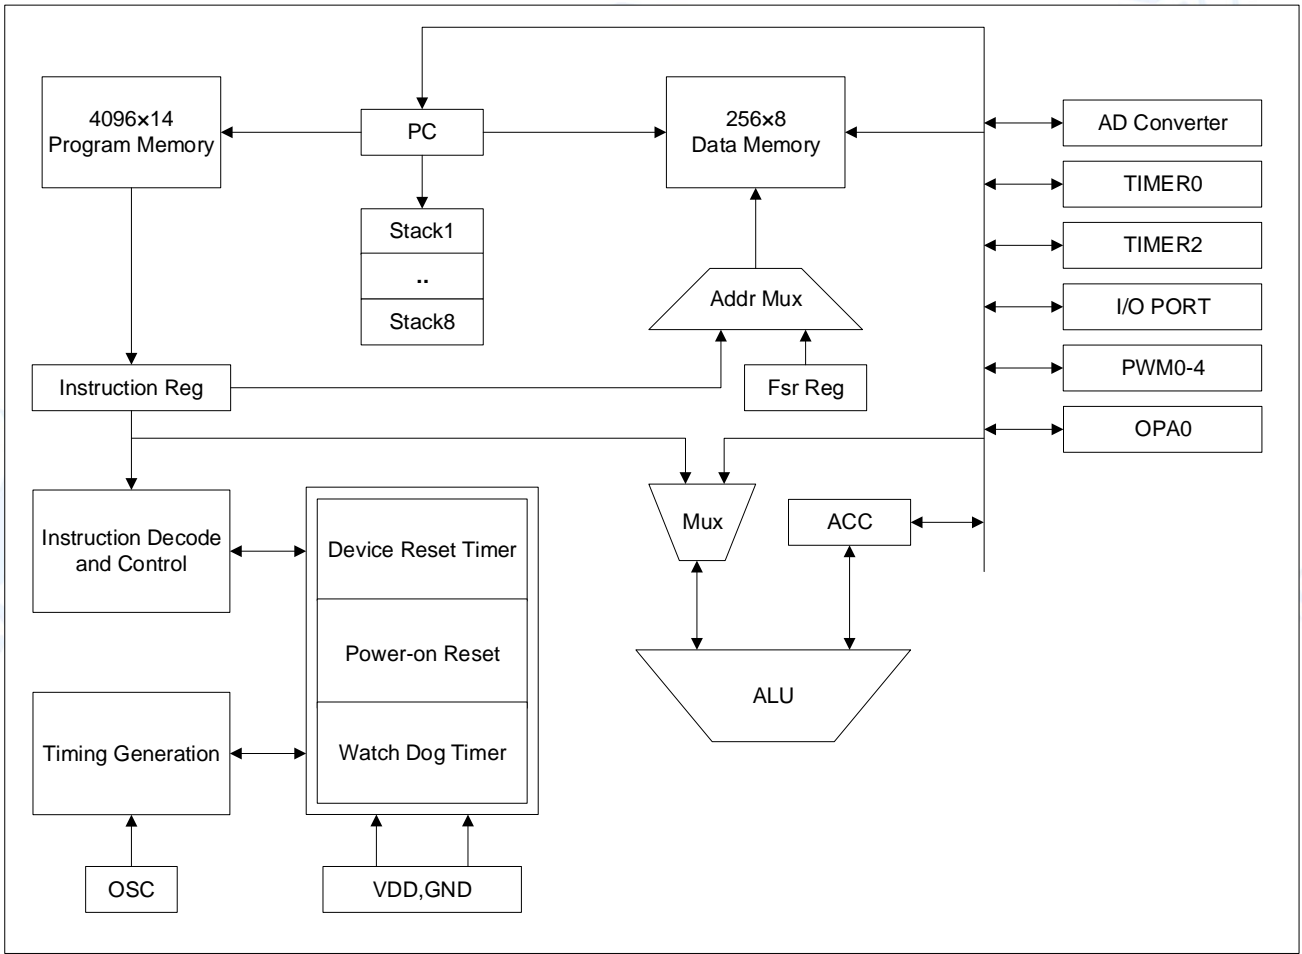 4096×14
Program Memory
PC
256×8
Data Memory
AD Converter
TIMER0
TIMER2
I/O PORT
PWM0-4
OPA0
Stack1
..
Stack8
Addr Mux
Instruction Reg
Fsr Reg
Mux
ACC
Instruction Decode
and Control
Device Reset Timer
Power-on Reset
Watch Dog Timer
ALU
Timing Generation
OSC
VDD,GND